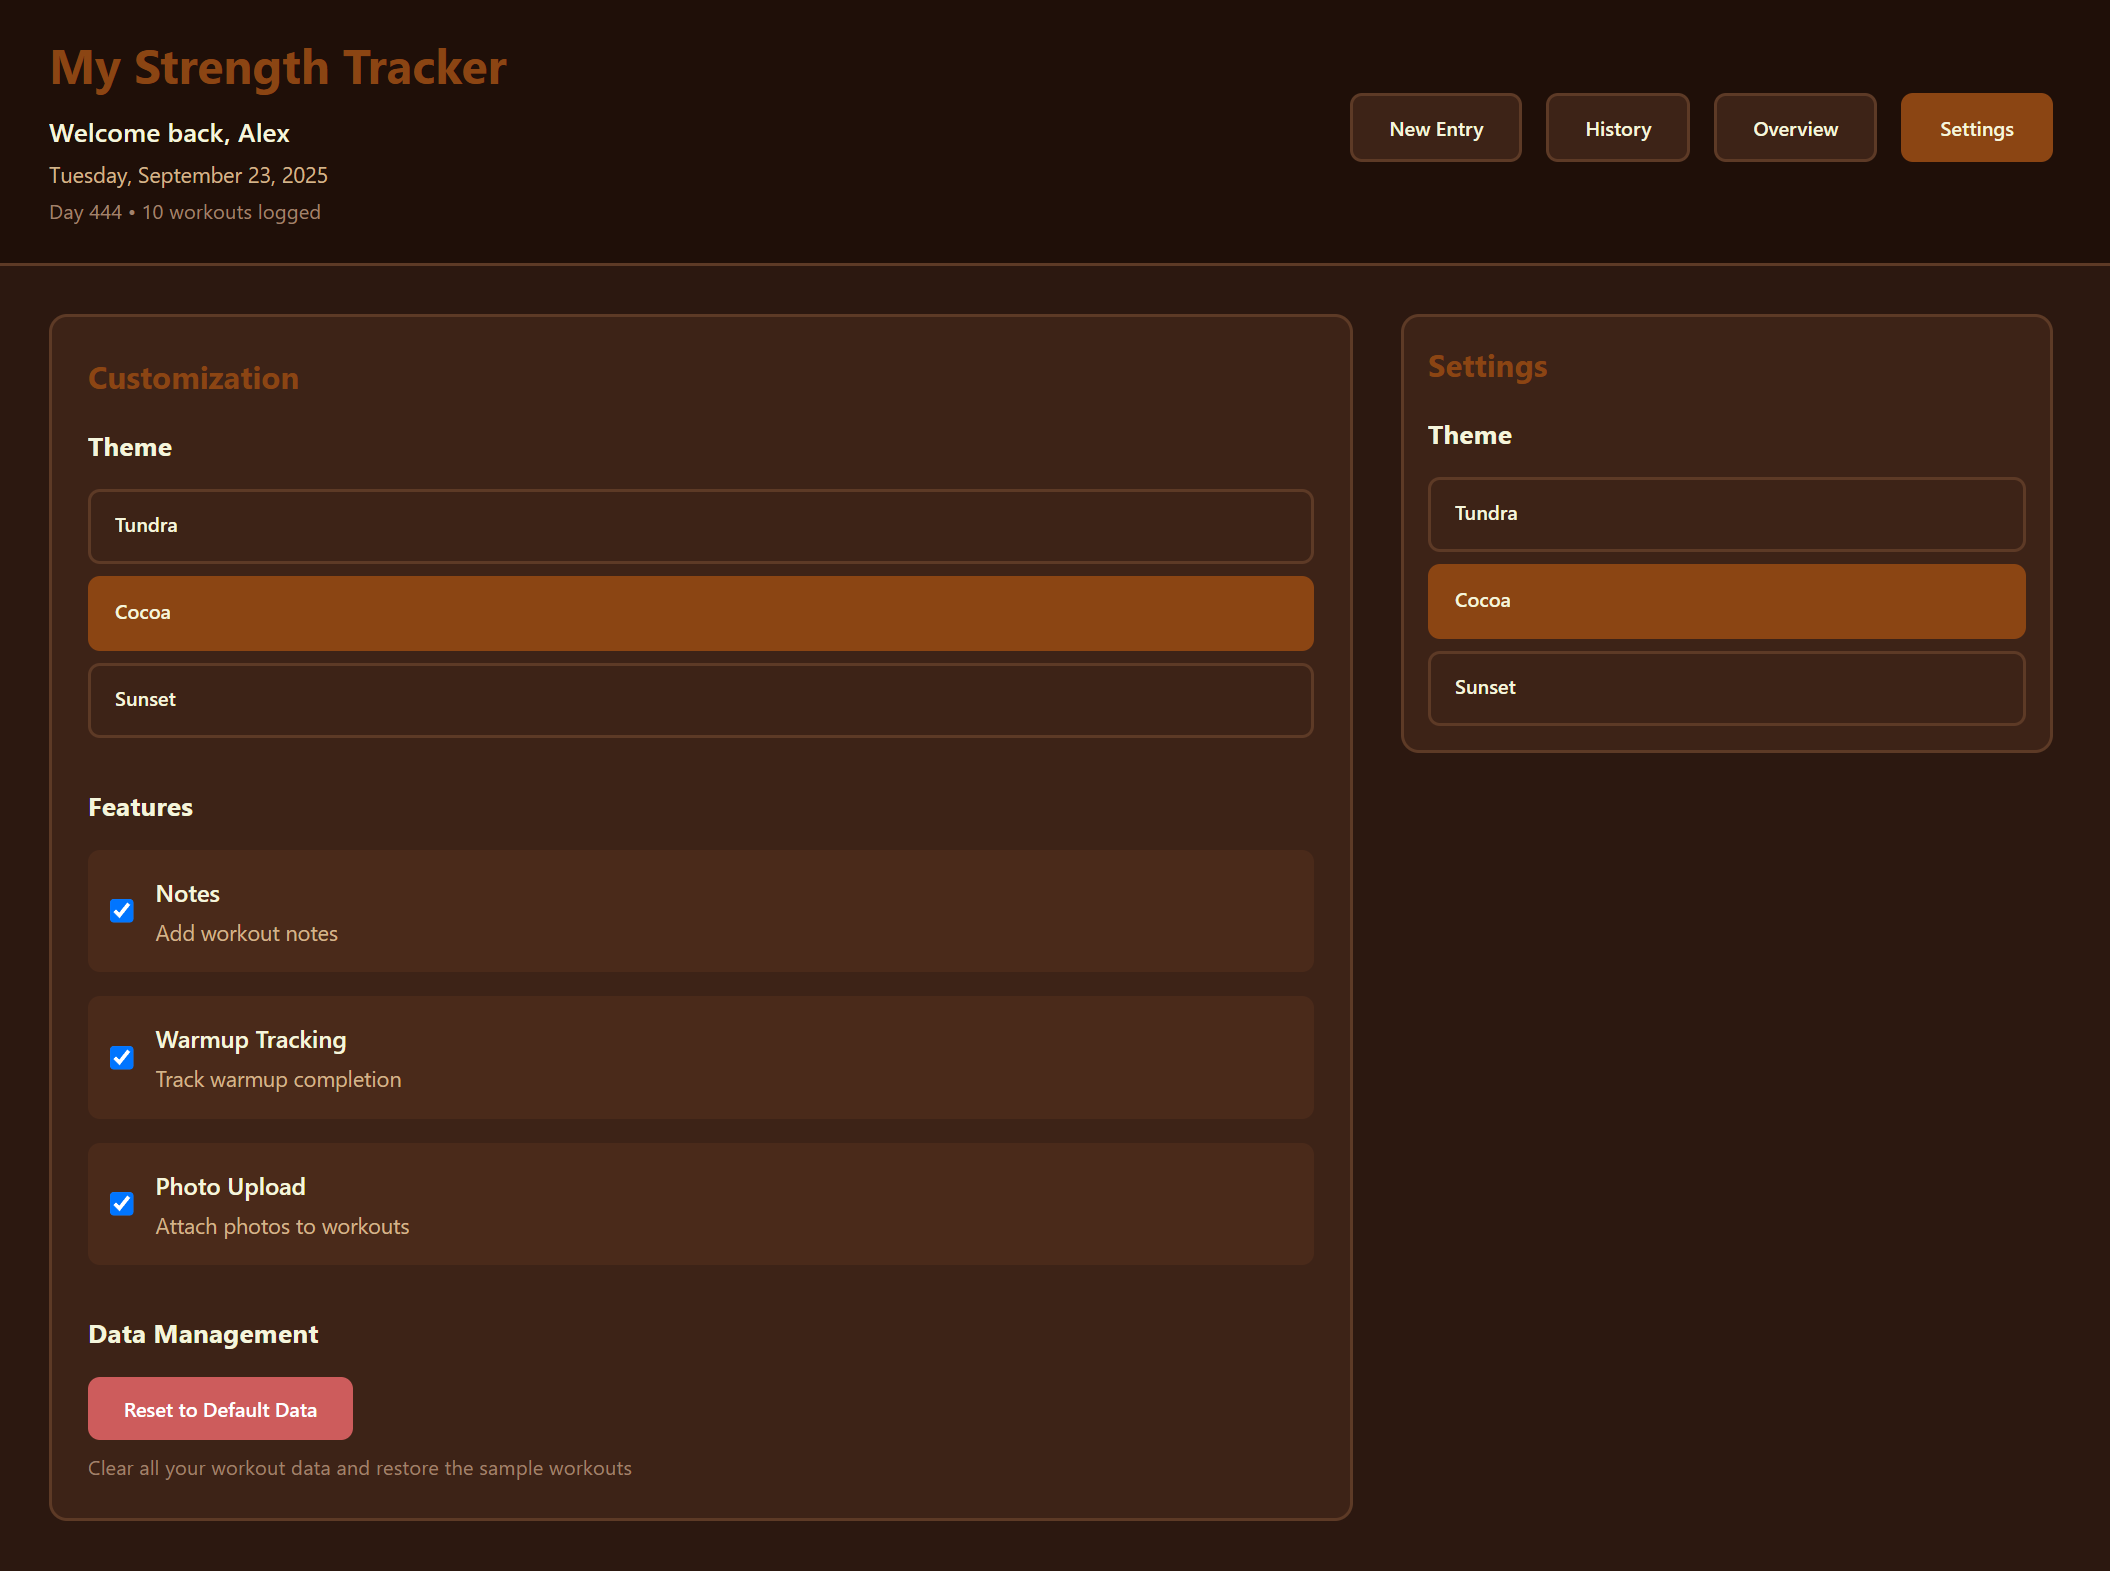 My Strength Tracker
Welcome back, Alex
Tuesday, September 23, 2025
Day 444 • 10 workouts logged
New Entry
History
Overview
Settings
Customization
Theme
Tundra
Cocoa
Sunset
Features
Notes
Add workout notes
Warmup Tracking
Track warmup completion
Photo Upload
Attach photos to workouts
Data Management
Reset to Default Data
Clear all your workout data and restore the sample workouts
Settings
Theme
Tundra
Cocoa
Sunset